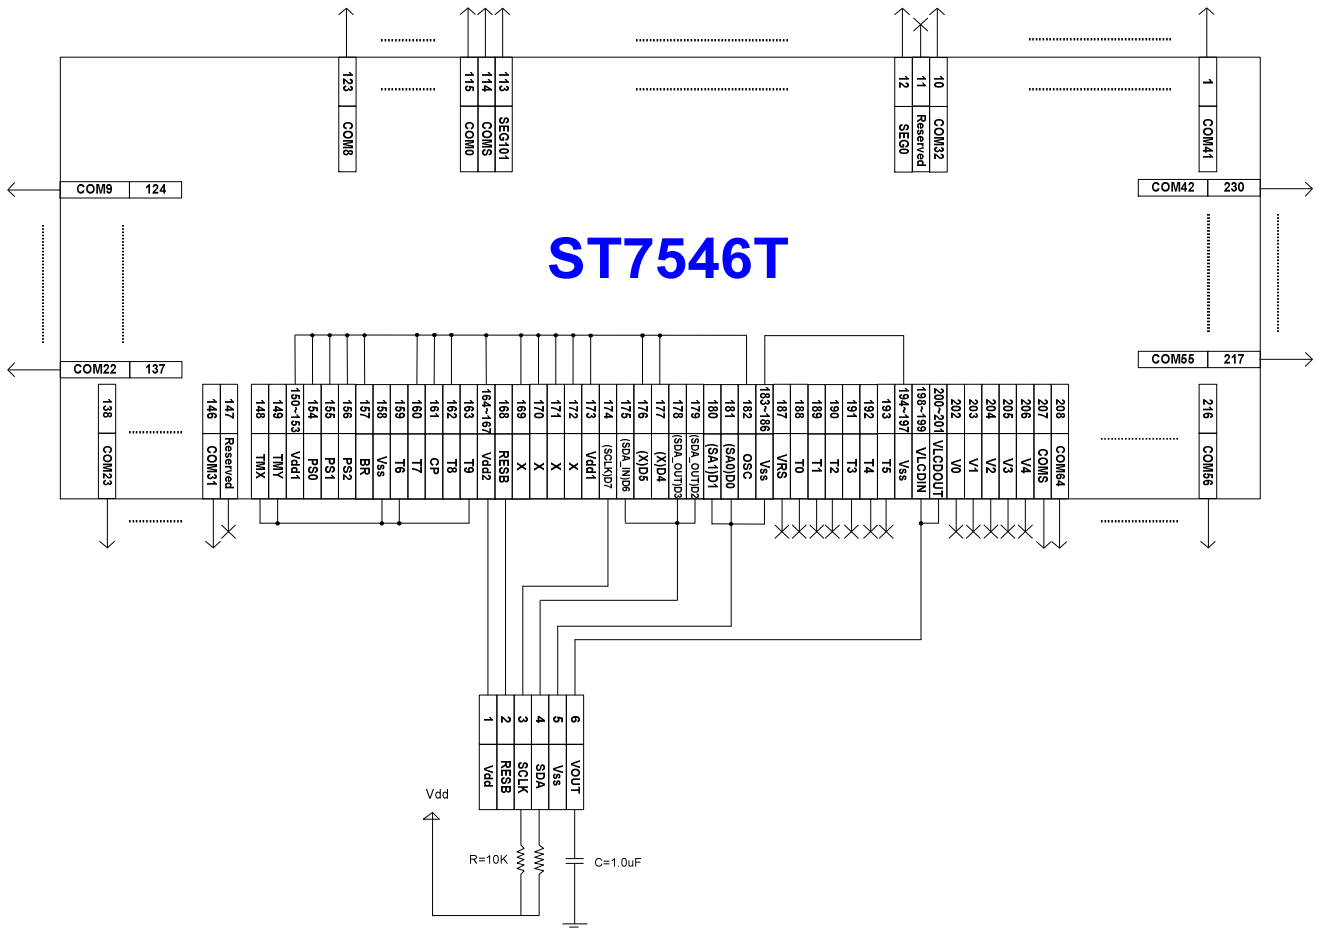 123
COM8
115
COM0
114
COMS
113
SEG101
12
SEG0
11
Reserved
10
COM32
1
COM41
COM9 124
COM42 230
ST7546T
COM22 137
COM55 217
138
COM23
146
COM31
147
Reserved
148
TMX
149
TMY
150~153
Vdd1
154
PS0
155
PS1
156
PS2
157
BR
158
Vss
159
T6
160
T7
161
CP
162
T8
163
T9
164~167
Vdd2
168
RESB
169
X
170
X
171
X
172
X
173
Vdd1
174
(SCLK)D7
175
(SDA_IN)D6
176
(X)D5
177
(X)D4
178
(SDA_OUT)D3
179
(SDA_OUT)D2
180
(SA1)D1
181
(SA0)D0
182
OSC
183~186
Vss
187
VRS
188
T0
189
T1
190
T2
191
T3
192
T4
193
T5
194~197
Vss
198~199
VLCDIN
200~201
VLCDOUT
202
V0
203
V1
204
V2
205
V3
206
V4
207
COMS
208
COM64
216
COM56
1
Vdd
2
RESB
3
SCLK
4
SDA
5
Vss
6
VOUT
Vdd
R=10K
C=1.0uF